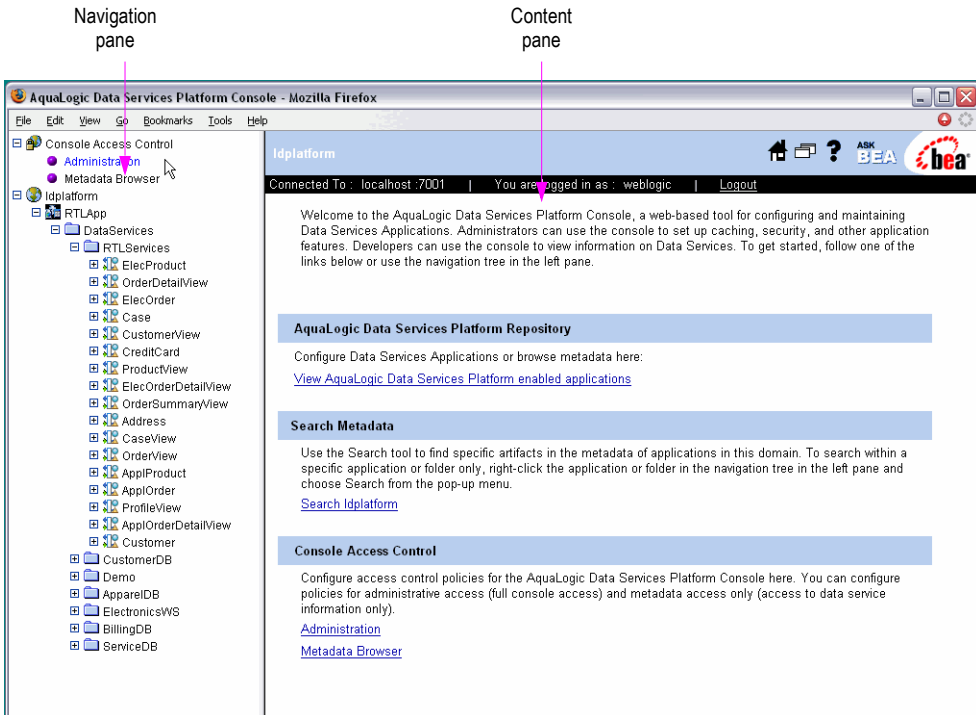 Navigation
pane
Content
pane
AquaLogic Data Services Platform Console - Mozilla Firefox
File Edit View Go Bookmarks Tools Help
Console Access Control
Administration
Metadata Browser
ldplatform
RTLApp
DataServices
RTLServices
ElecProduct
OrderDetailView
ElecOrder
Case
CustomerView
CreditCard
ProductView
ElecOrderDetailView
OrderSummaryView
Address
CaseView
OrderView
ApplProduct
ApplOrder
ProfileView
ApplOrderDetailView
Customer
CustomerDB
Demo
ApparelDB
ElectronicsWS
BillingDB
ServiceDB
ldplatform
? ASK
BEA
bea
Connected To : localhost :7001 | You are logged in as : weblogic | Logout
Welcome to the AquaLogic Data Services Platform Console, a web-based tool for configuring and maintaining
Data Services Applications. Administrators can use the console to set up caching, security, and other application
features. Developers can use the console to view information on Data Services. To get started, follow one of the
links below or use the navigation tree in the left pane.
AquaLogic Data Services Platform Repository
Configure Data Services Applications or browse metadata here:
View AquaLogic Data Services Platform enabled applications
Search Metadata
Use the Search tool to find specific artifacts in the metadata of applications in this domain. To search within a
specific application or folder only, right-click the application or folder in the navigation tree in the left pane and
choose Search from the pop-up menu.
Search ldplatform
Console Access Control
Configure access control policies for the AquaLogic Data Services Platform Console here. You can configure
policies for administrative access (full console access) and metadata access only (access to data service
information only).
Administration
Metadata Browser